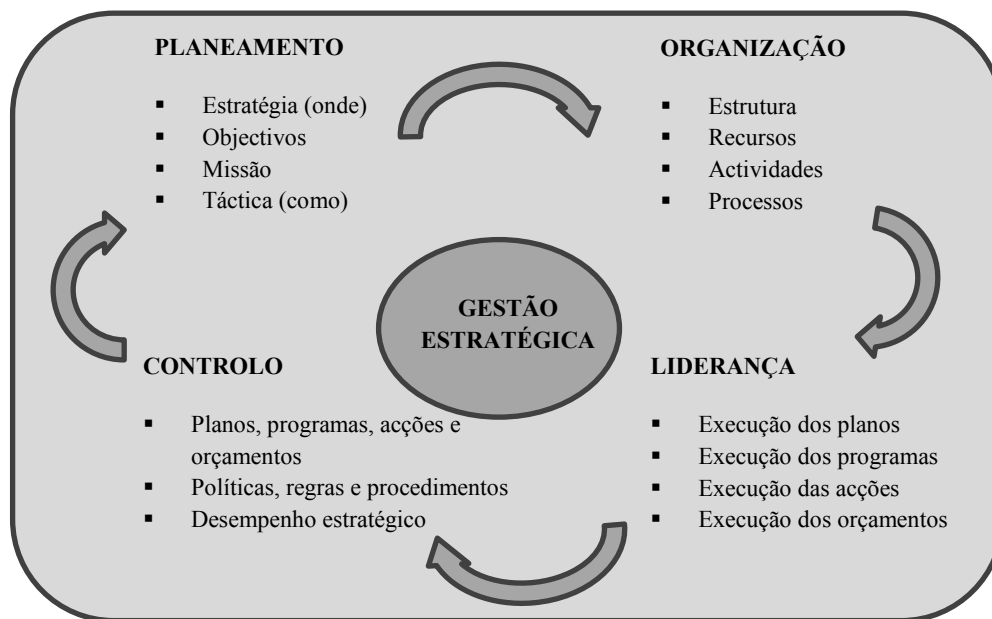 PLANEAMENTO
▪ Estratégia (onde)
▪ Objectivos
▪ Missão
▪ Táctica (como)
ORGANIZAÇÃO
▪ Estrutura
▪ Recursos
▪ Actividades
▪ Processos
GESTÃO
ESTRATÉGICA
CONTROLO
▪ Planos, programas, acções e
orçamentos
▪ Políticas, regras e procedimentos
▪ Desempenho estratégico
LIDERANÇA
▪ Execução dos planos
▪ Execução dos programas
▪ Execução das acções
▪ Execução dos orçamentos